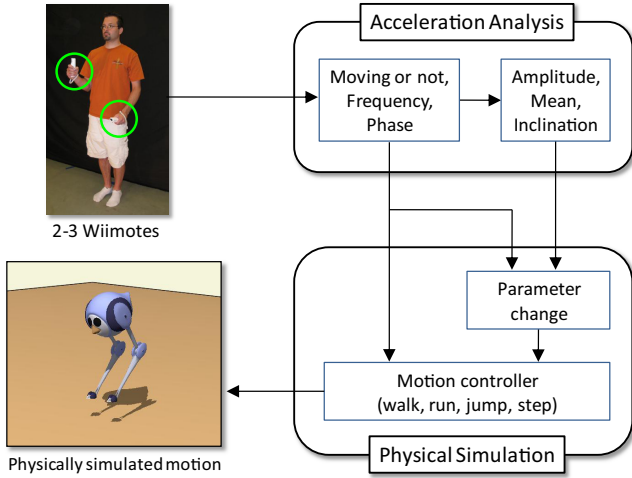 Acceleration Analysis
Moving or not,
Frequency,
Phase
Amplitude,
Mean,
Inclination
2-3 Wiimotes
Parameter
change
Motion controller
(walk, run, jump, step)
Physically simulated motion
Physical Simulation